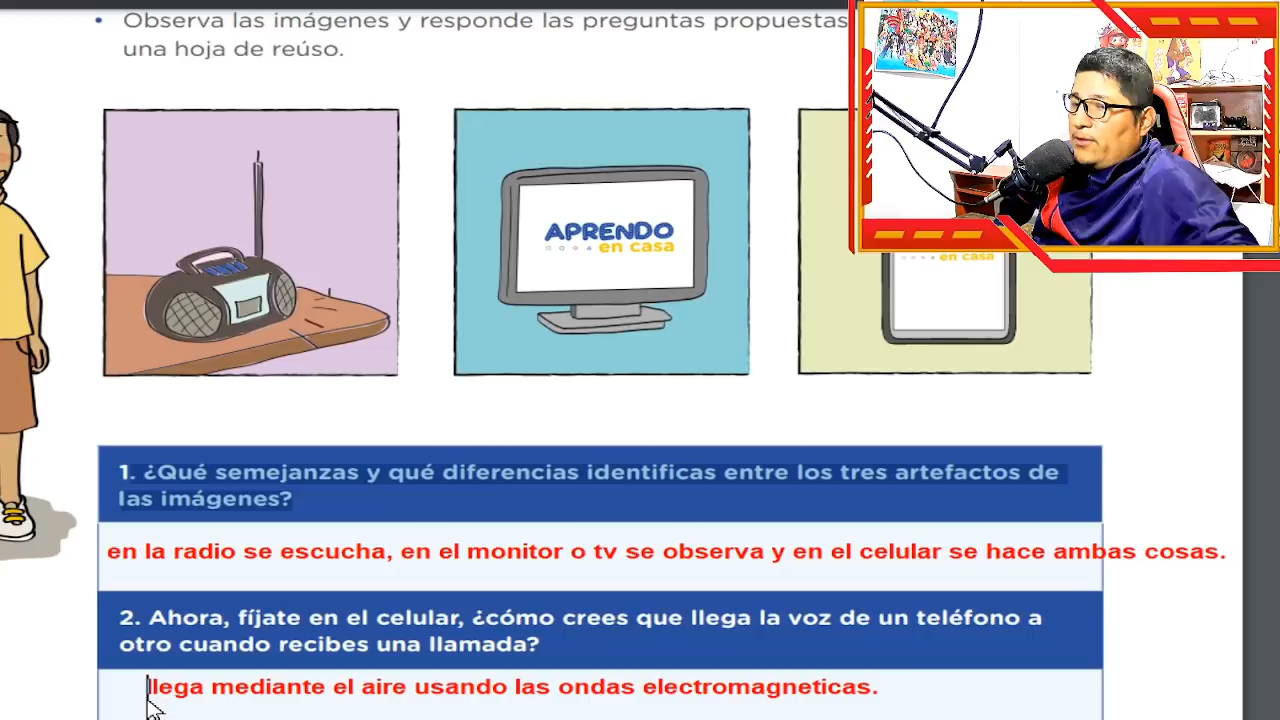 • Observa las imágenes y responde las preguntas propuestas
una hoja de reúso.
APRENDO
en casa
en casa
1. ¿Qué semejanzas y qué diferencias identificas entre los tres artefactos de
las imágenes?
en la radio se escucha, en el monitor o tv se observa y en el celular se hace ambas cosas.
2. Ahora, fíjate en el celular, ¿cómo crees que llega la voz de un teléfono a
otro cuando recibes una llamada?
llega mediante el aire usando las ondas electromagneticas.